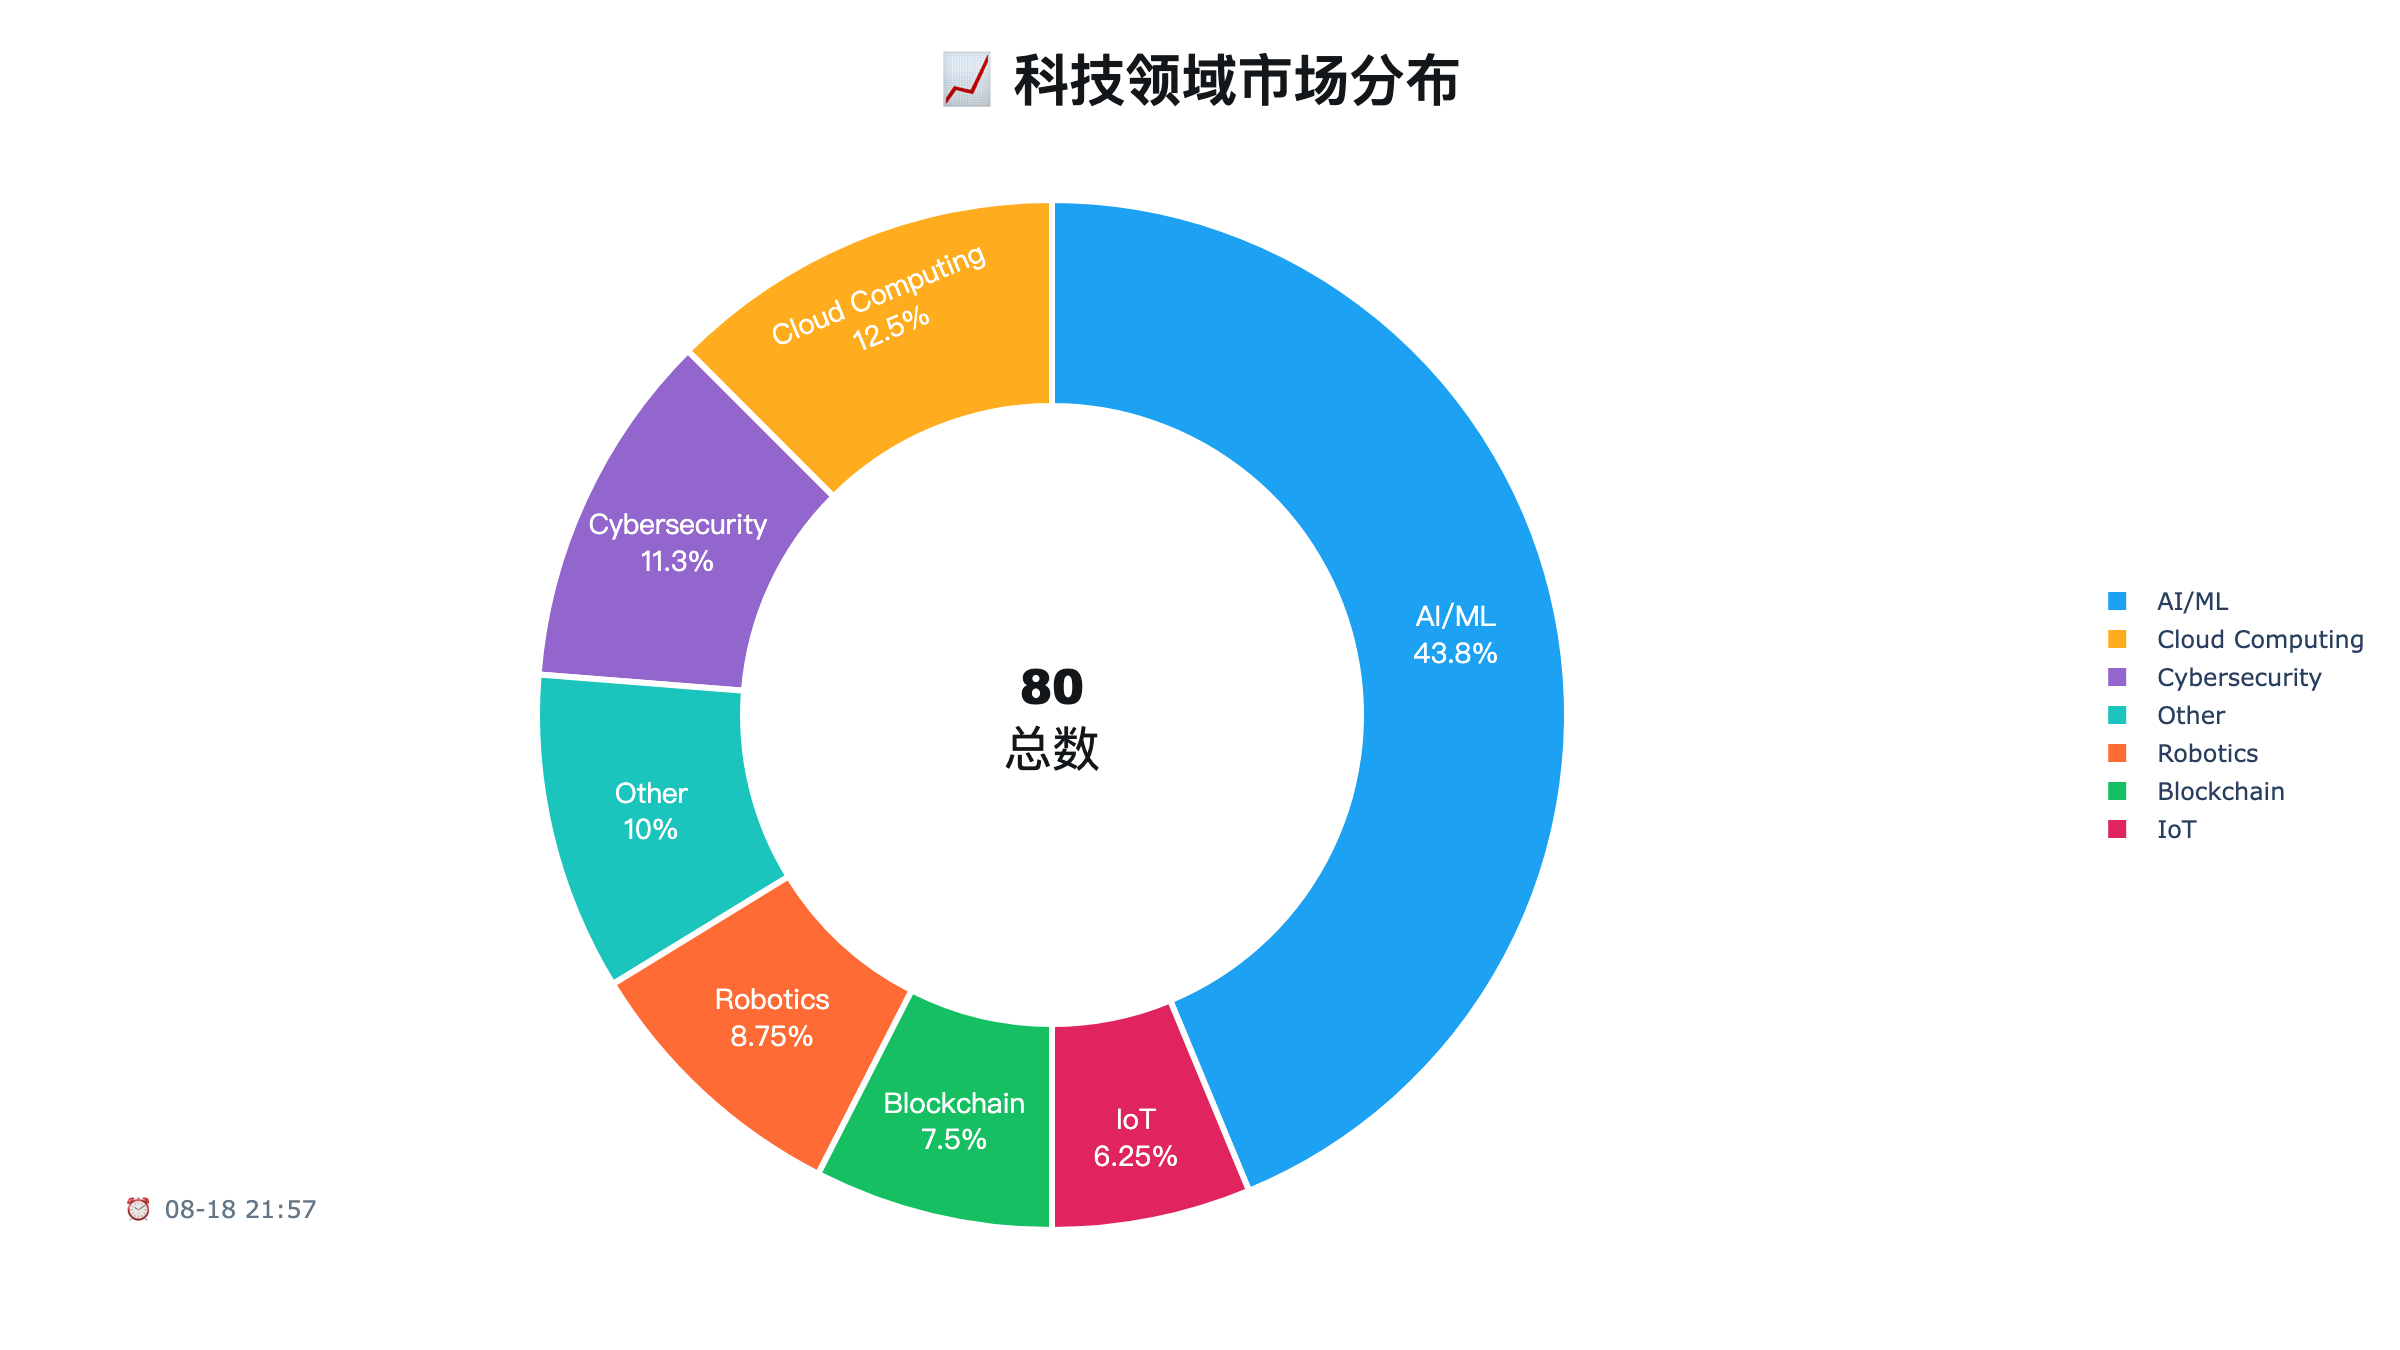 📈 科技领域市场分布
Cloud Computing
12.5%
Cybersecurity
11.3%
AI/ML
43.8%
80
总数
Other
10%
Robotics
8.75%
Blockchain
7.5%
IoT
6.25%
AI/ML
Cloud Computing
Cybersecurity
Other
Robotics
Blockchain
IoT
⏰ 08-18 21:57